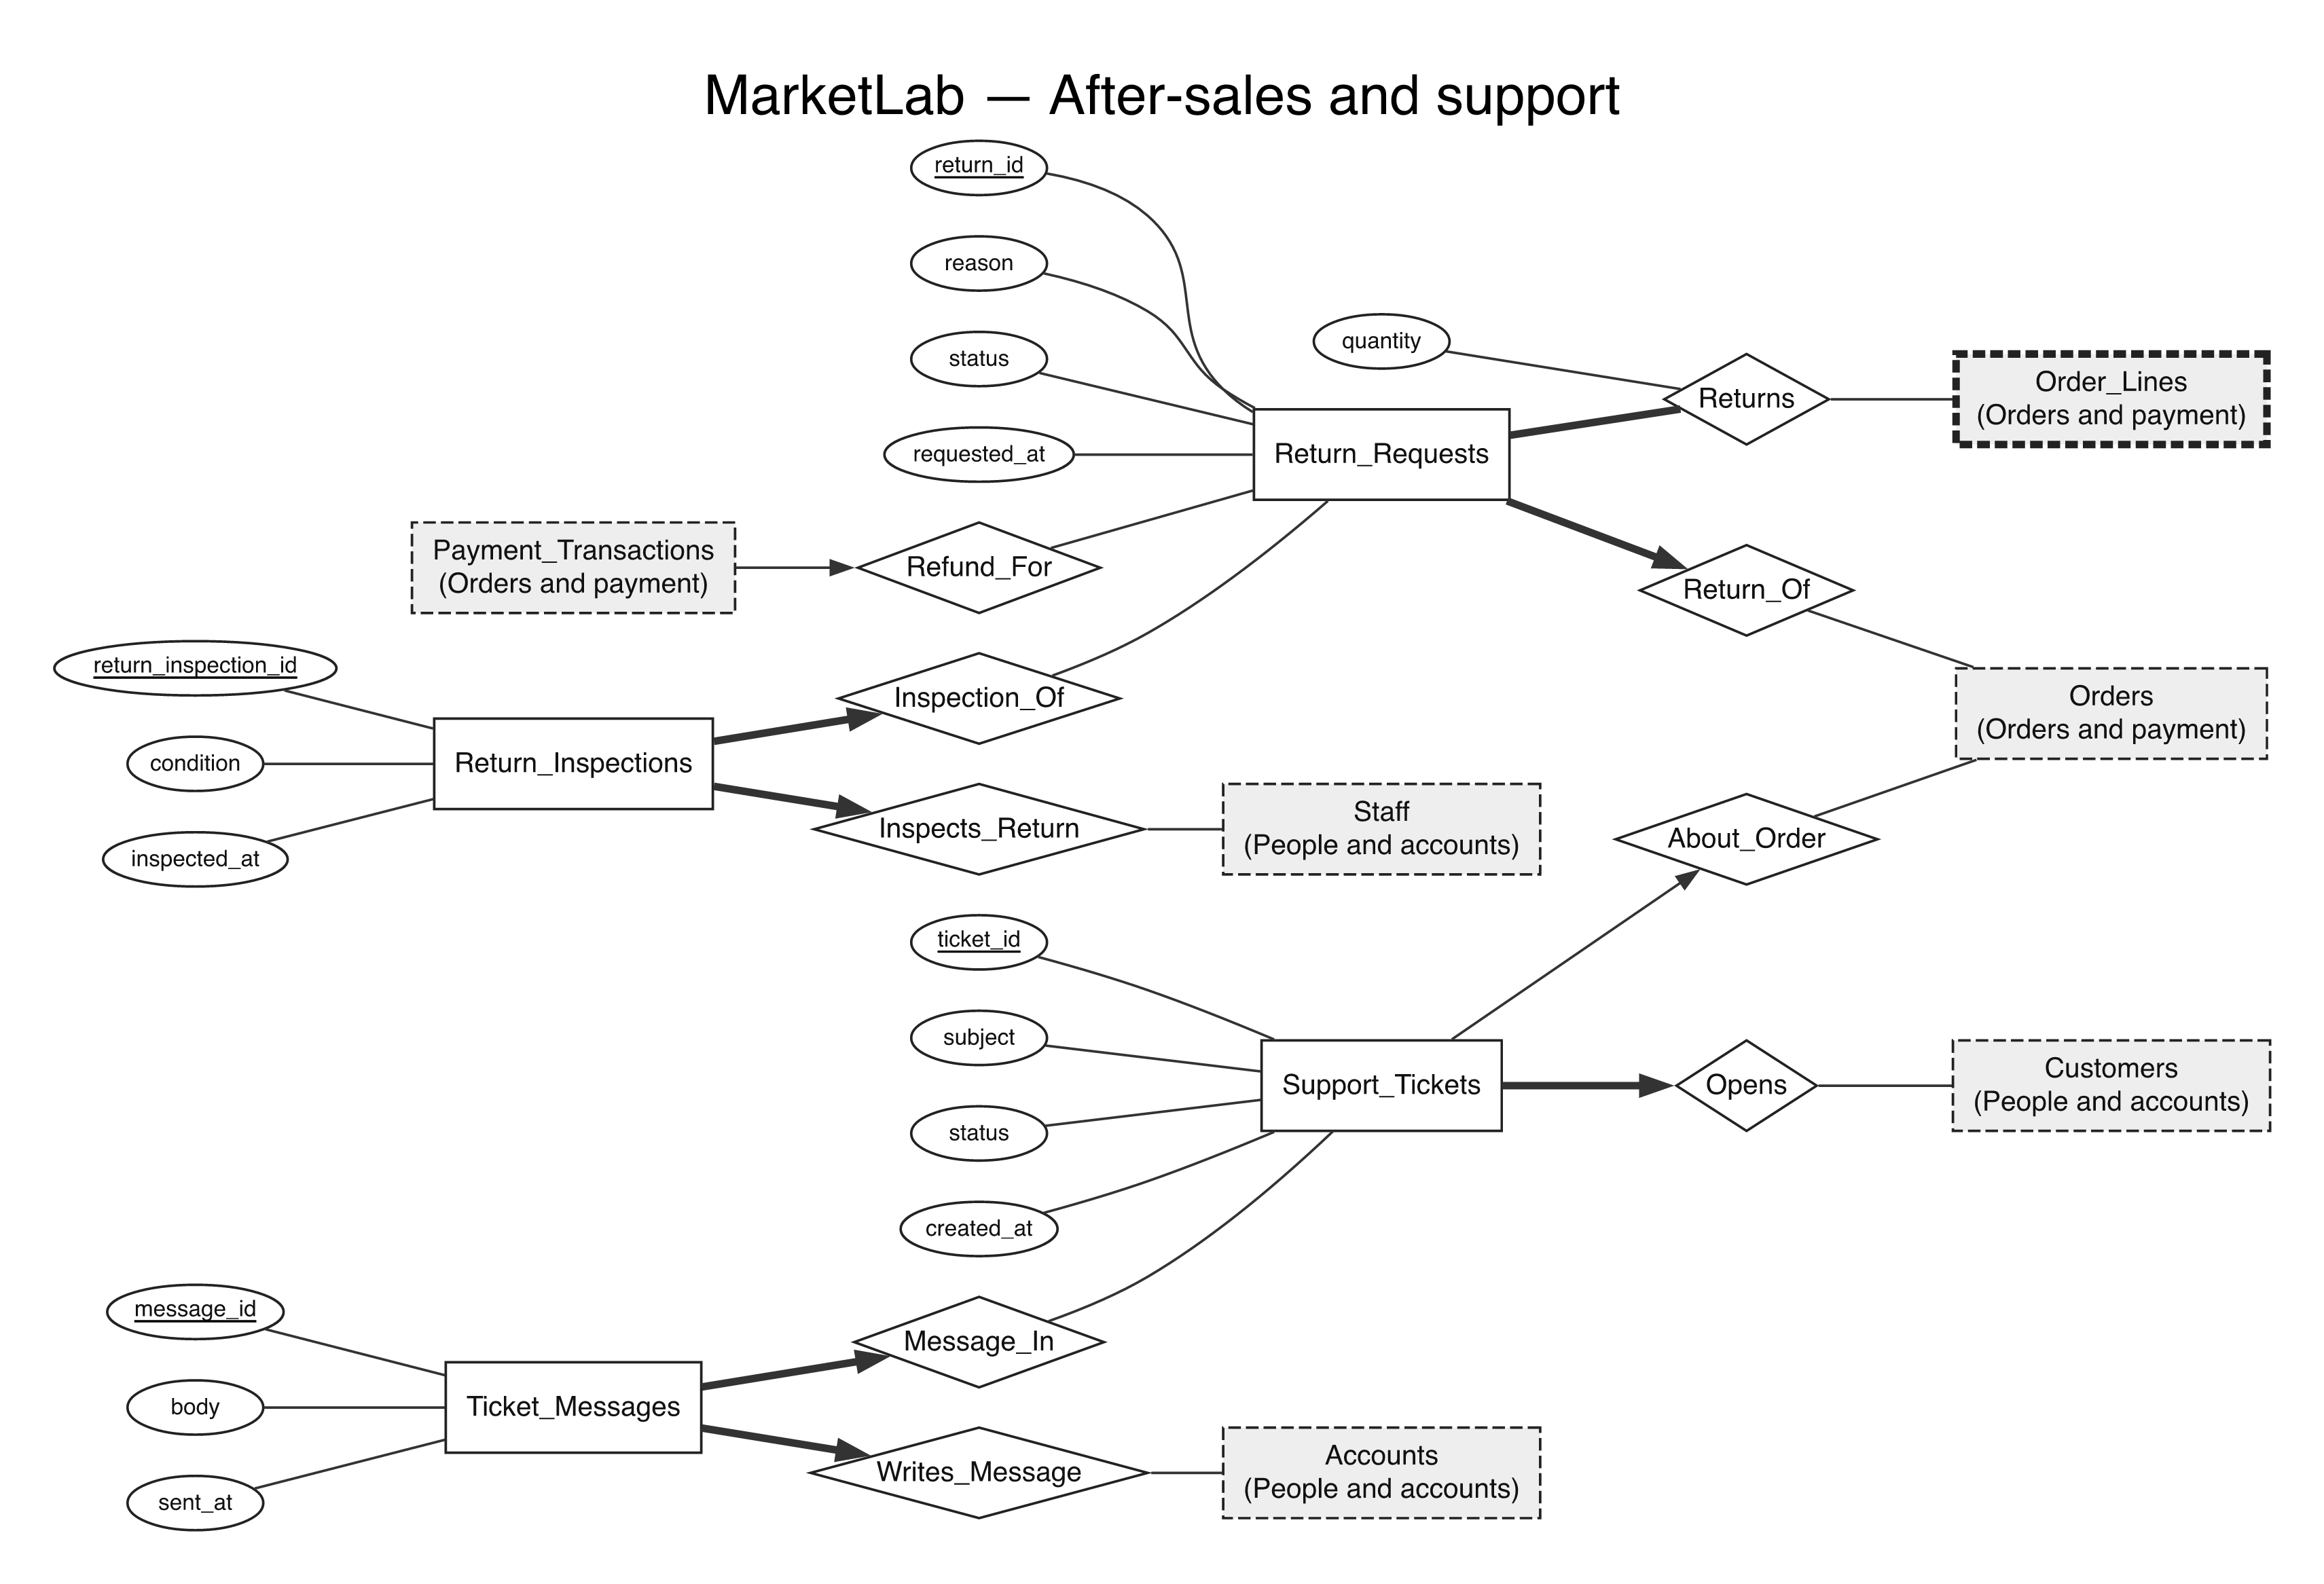 MarketLab — After-sales and support
return_id
reason
status
requested_at
quantity
Returns
Order_Lines
(Orders and payment)
Return_Requests
Payment_Transactions
(Orders and payment)
Refund_For
Return_Of
return_inspection_id
condition
inspected_at
Return_Inspections
Inspection_Of
Inspects_Return
Staff
(People and accounts)
Orders
(Orders and payment)
About_Order
ticket_id
subject
status
created_at
Support_Tickets
Opens
Customers
(People and accounts)
message_id
body
sent_at
Ticket_Messages
Message_In
Writes_Message
Accounts
(People and accounts)